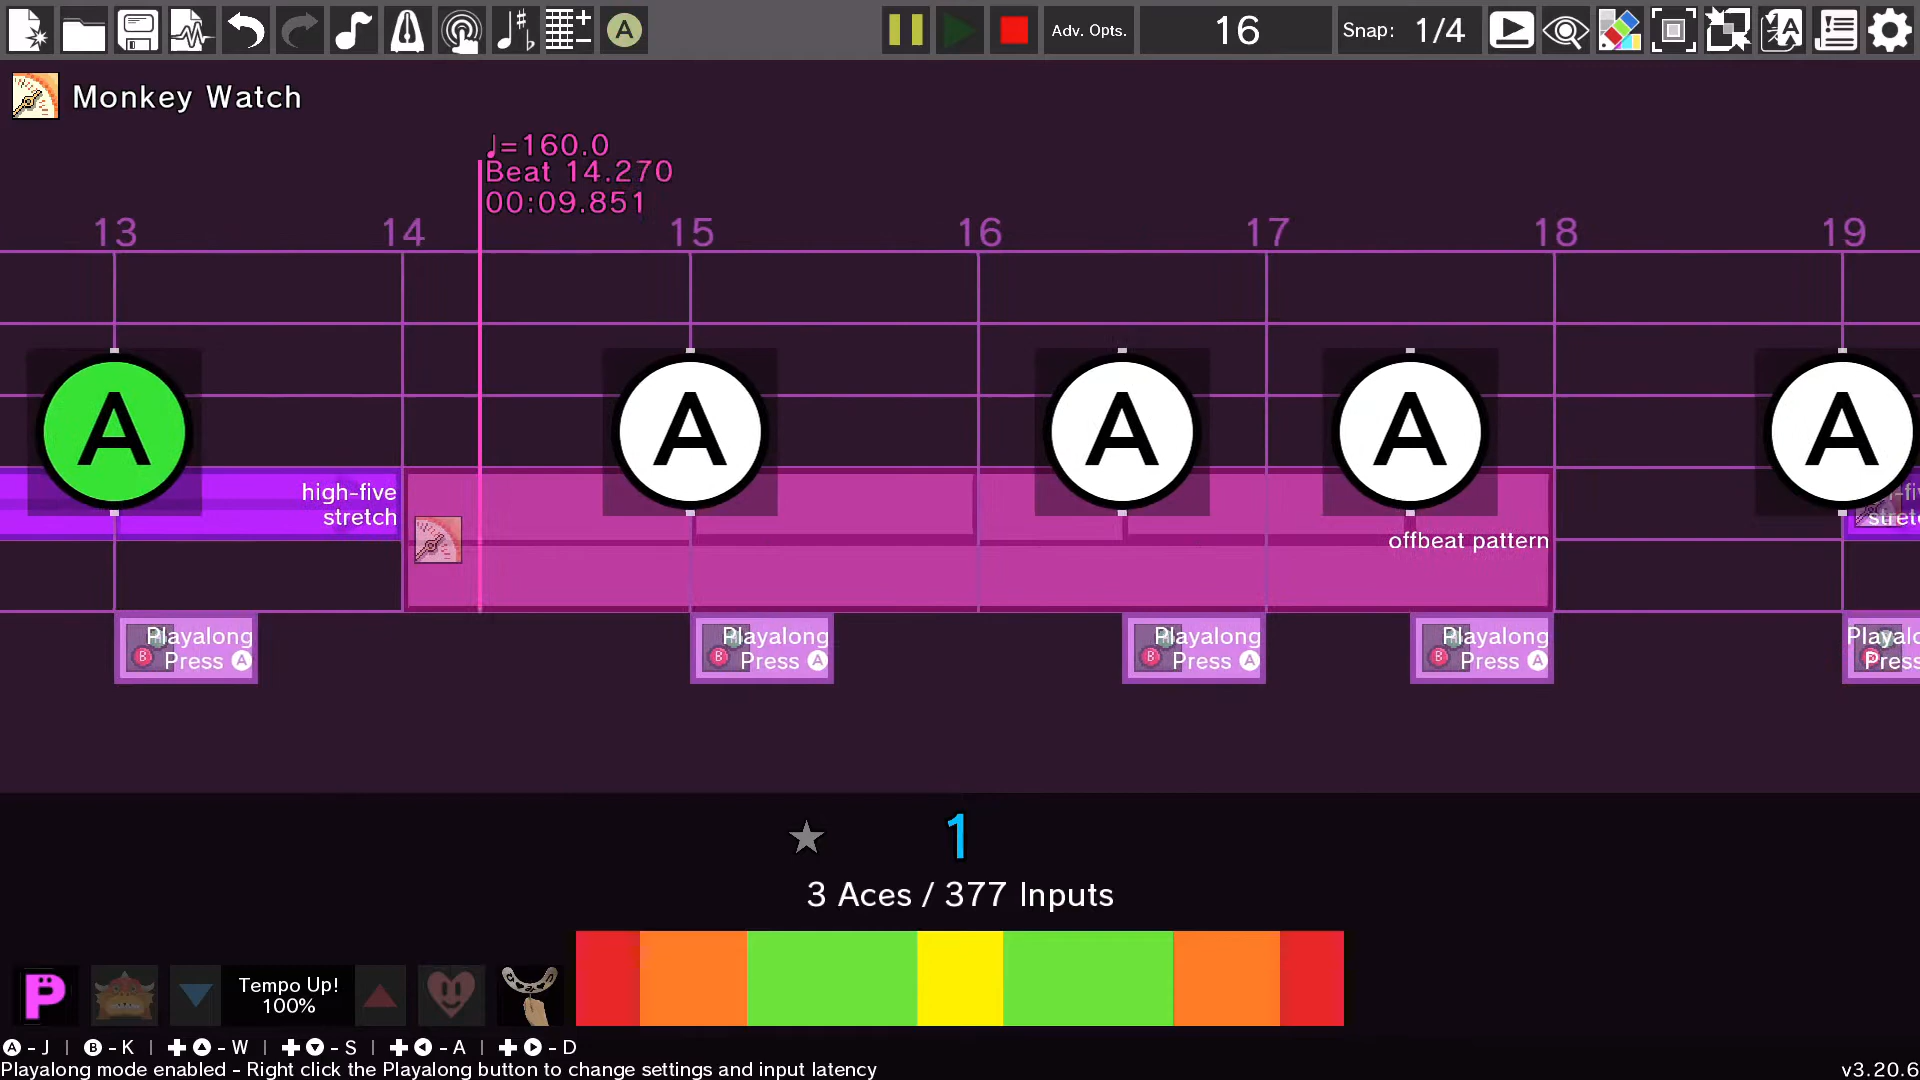 A
Adv. Opts.
16
Snap: 1/4
A
Monkey Watch
♩=160.0
Beat 14.270
00:09.851
13 14 15 16 17 18 19
A A A A A
high-five
stretch
offbeat pattern
B Playalong
Press A
B Playalong
Press A
B Playalong
Press A
B Playalong
Press A
B
Press
1
3 Aces / 377 Inputs
P
Tempo Up!
100%
A - J | B - K | ✚▲ - W | ✚▼ - S | ✚◀ - A | ✚▶ - D
Playalong mode enabled - Right click the Playalong button to change settings and input latency
v3.20.6